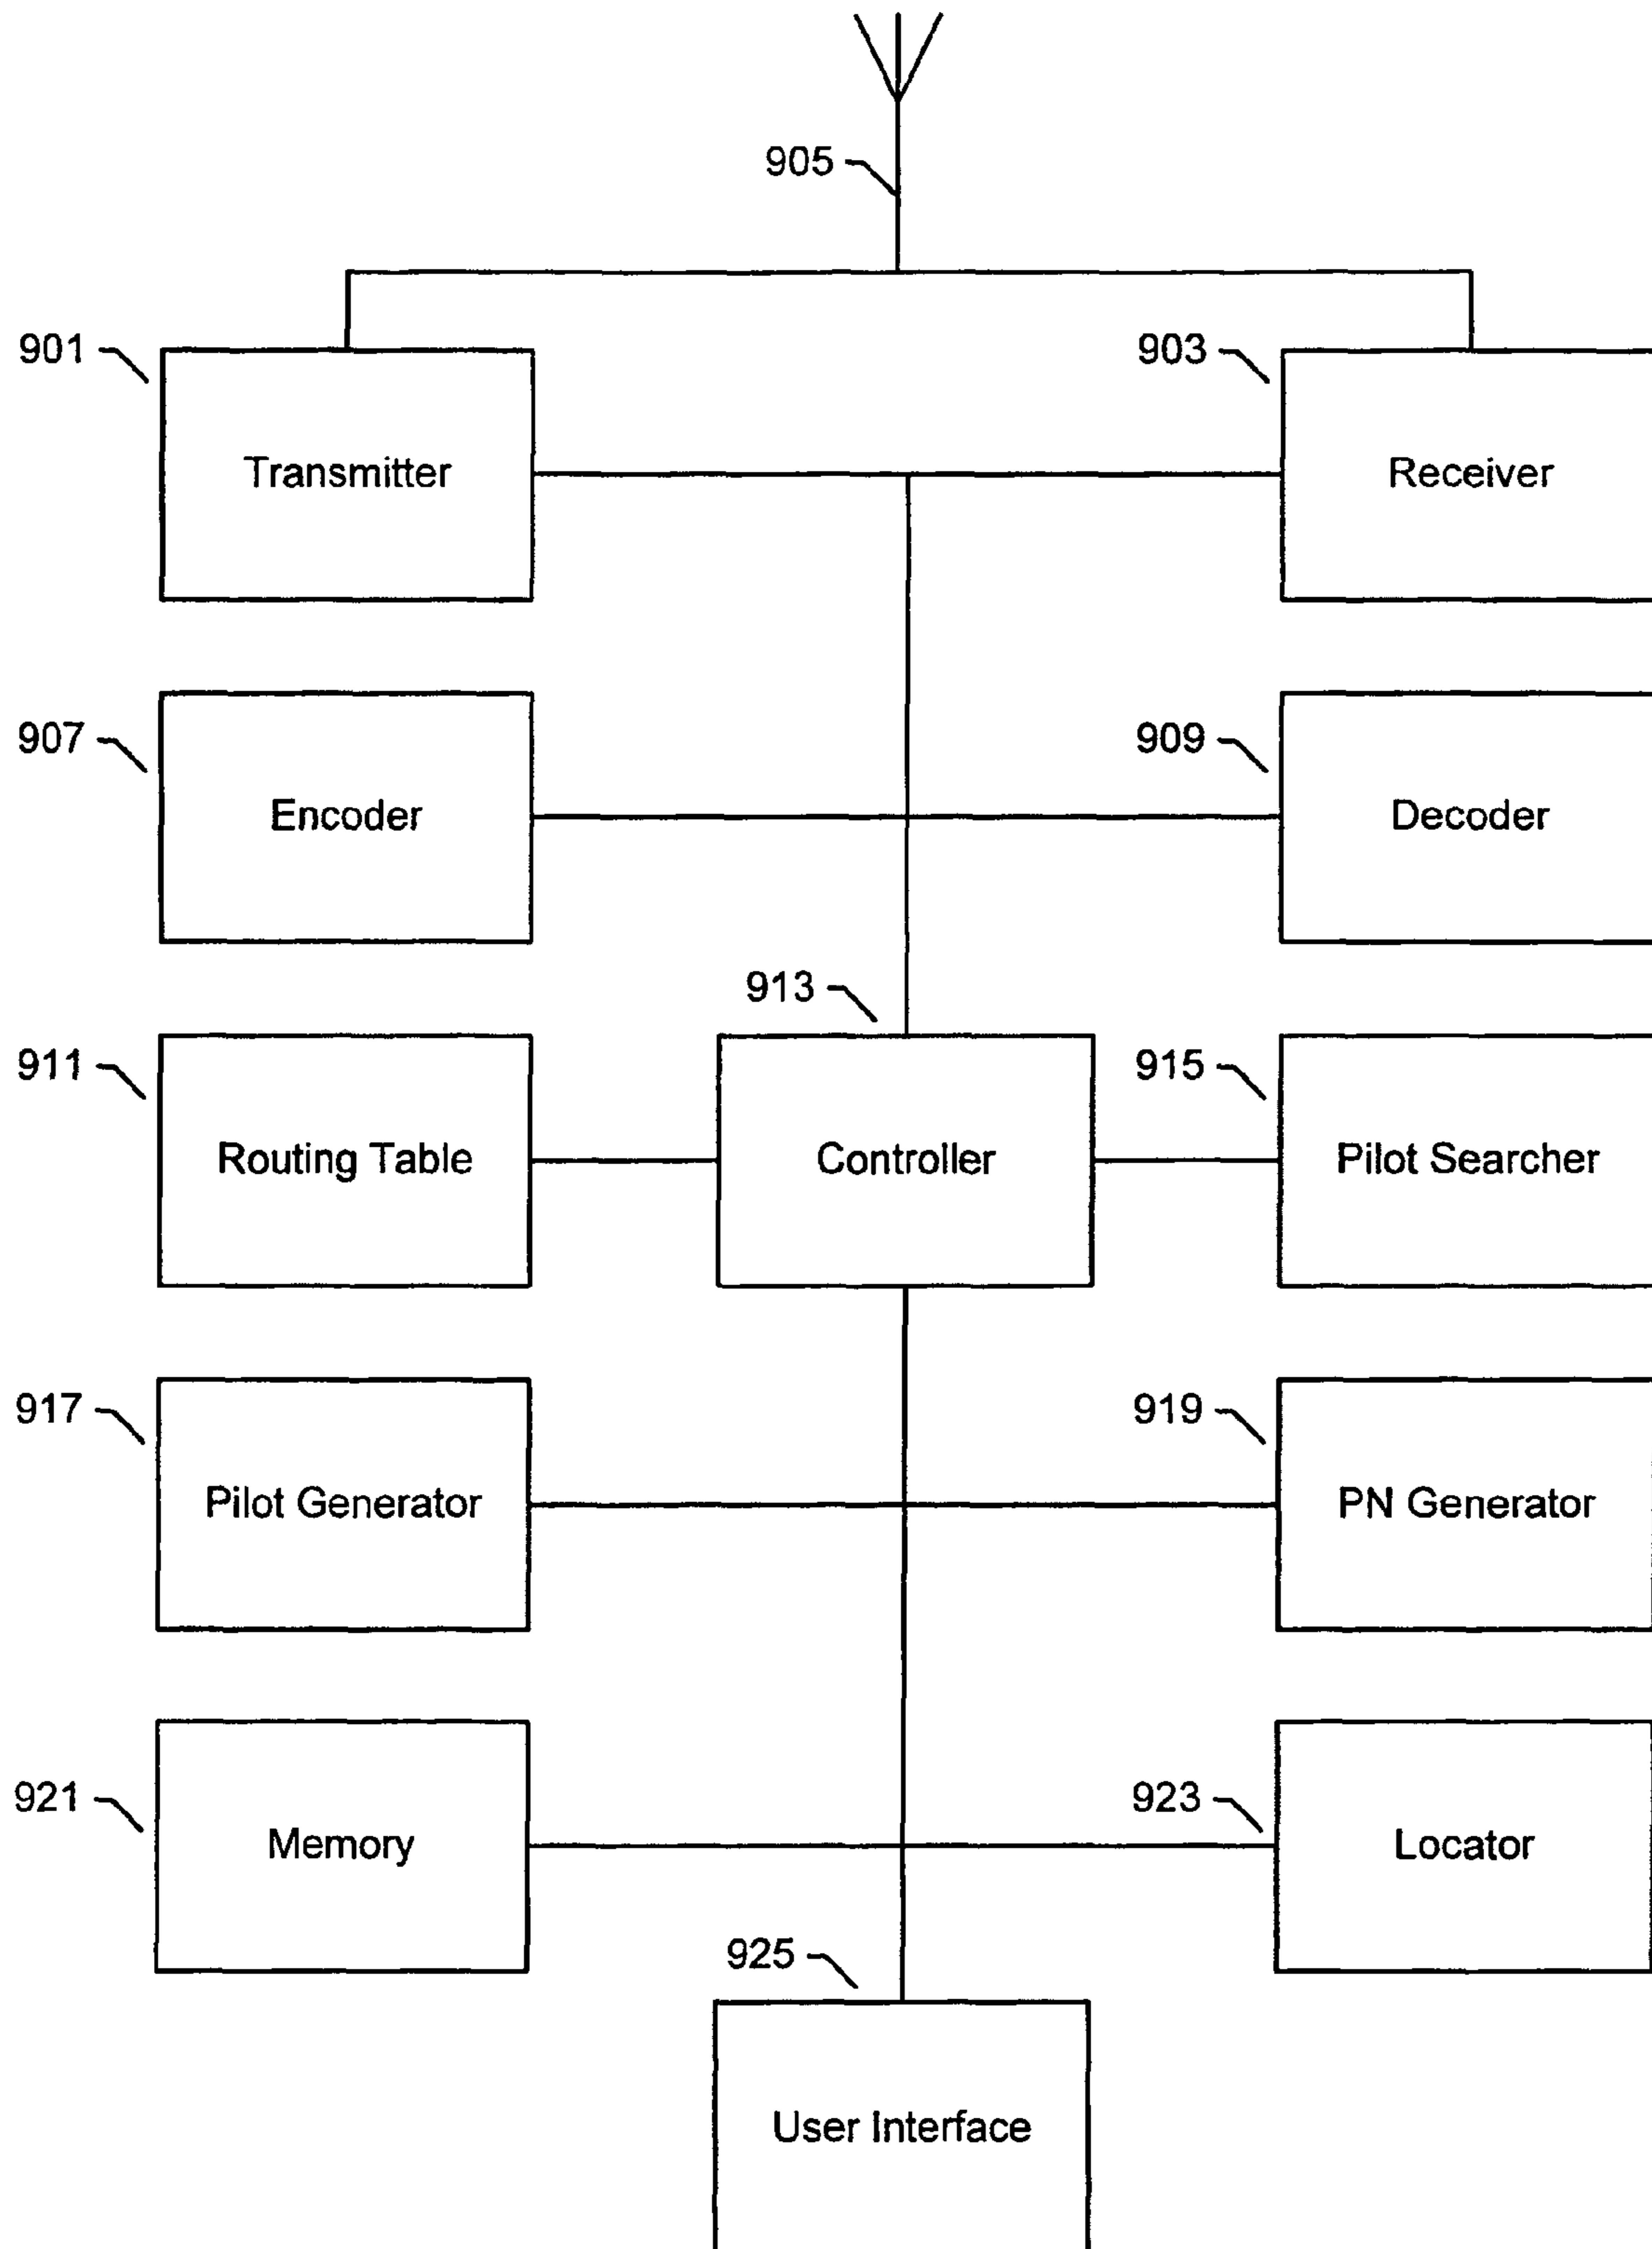 905
901
903
Transmitter
Receiver
907
909
Encoder
Decoder
913
911
915
Routing Table
Controller
Pilot Searcher
917
919
Pilot Generator
PN Generator
921
923
Memory
Locator
925
User Interface